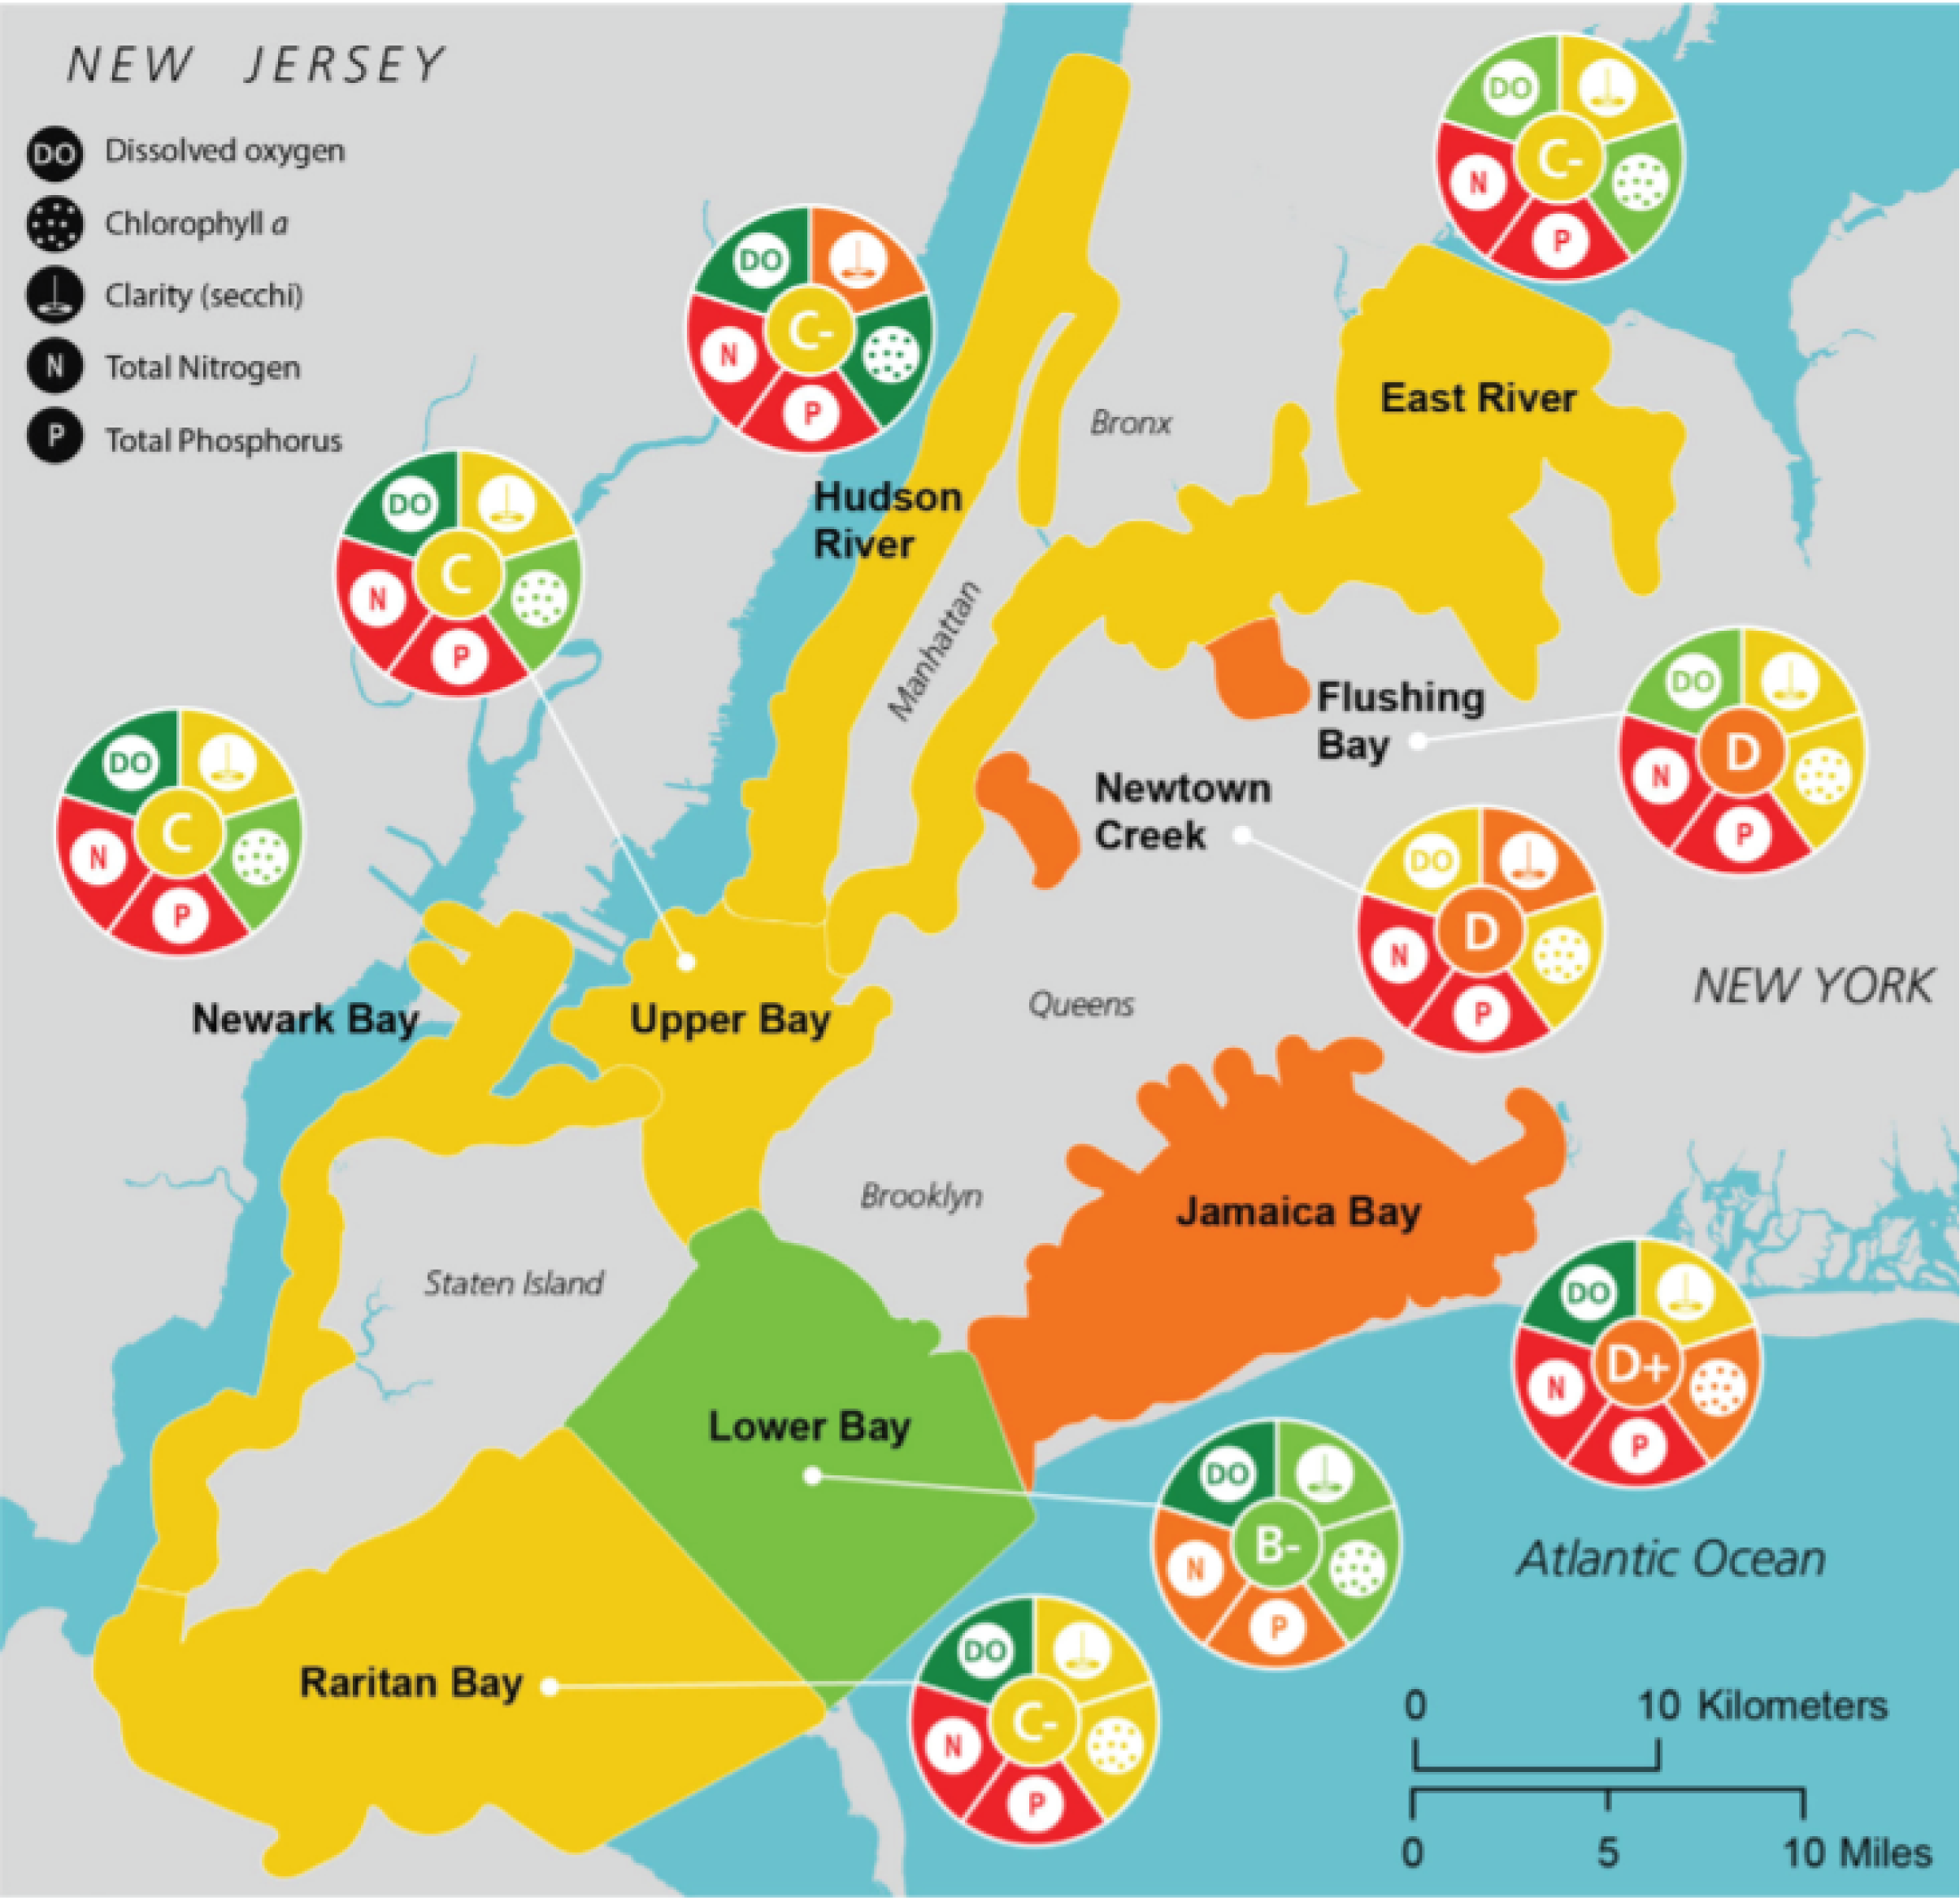 NEW JERSEY
DO Dissolved oxygen
Chlorophyll a
Clarity (secchi)
N Total Nitrogen
P Total Phosphorus
DO
C-
N
P
DO
C-
N
P
East River
Bronx
Hudson
River
DO
C
N
P
Manhattan
Flushing
Bay
DO
D
N
P
DO
C
N
P
Newtown
Creek
DO
D
N
P
NEW YORK
Newark Bay
Upper Bay
Queens
Brooklyn
Jamaica Bay
Staten Island
DO
D+
N
P
Lower Bay
DO
B-
N
P
Atlantic Ocean
Raritan Bay
DO
C-
N
P
0 10 Kilometers
0 5 10 Miles